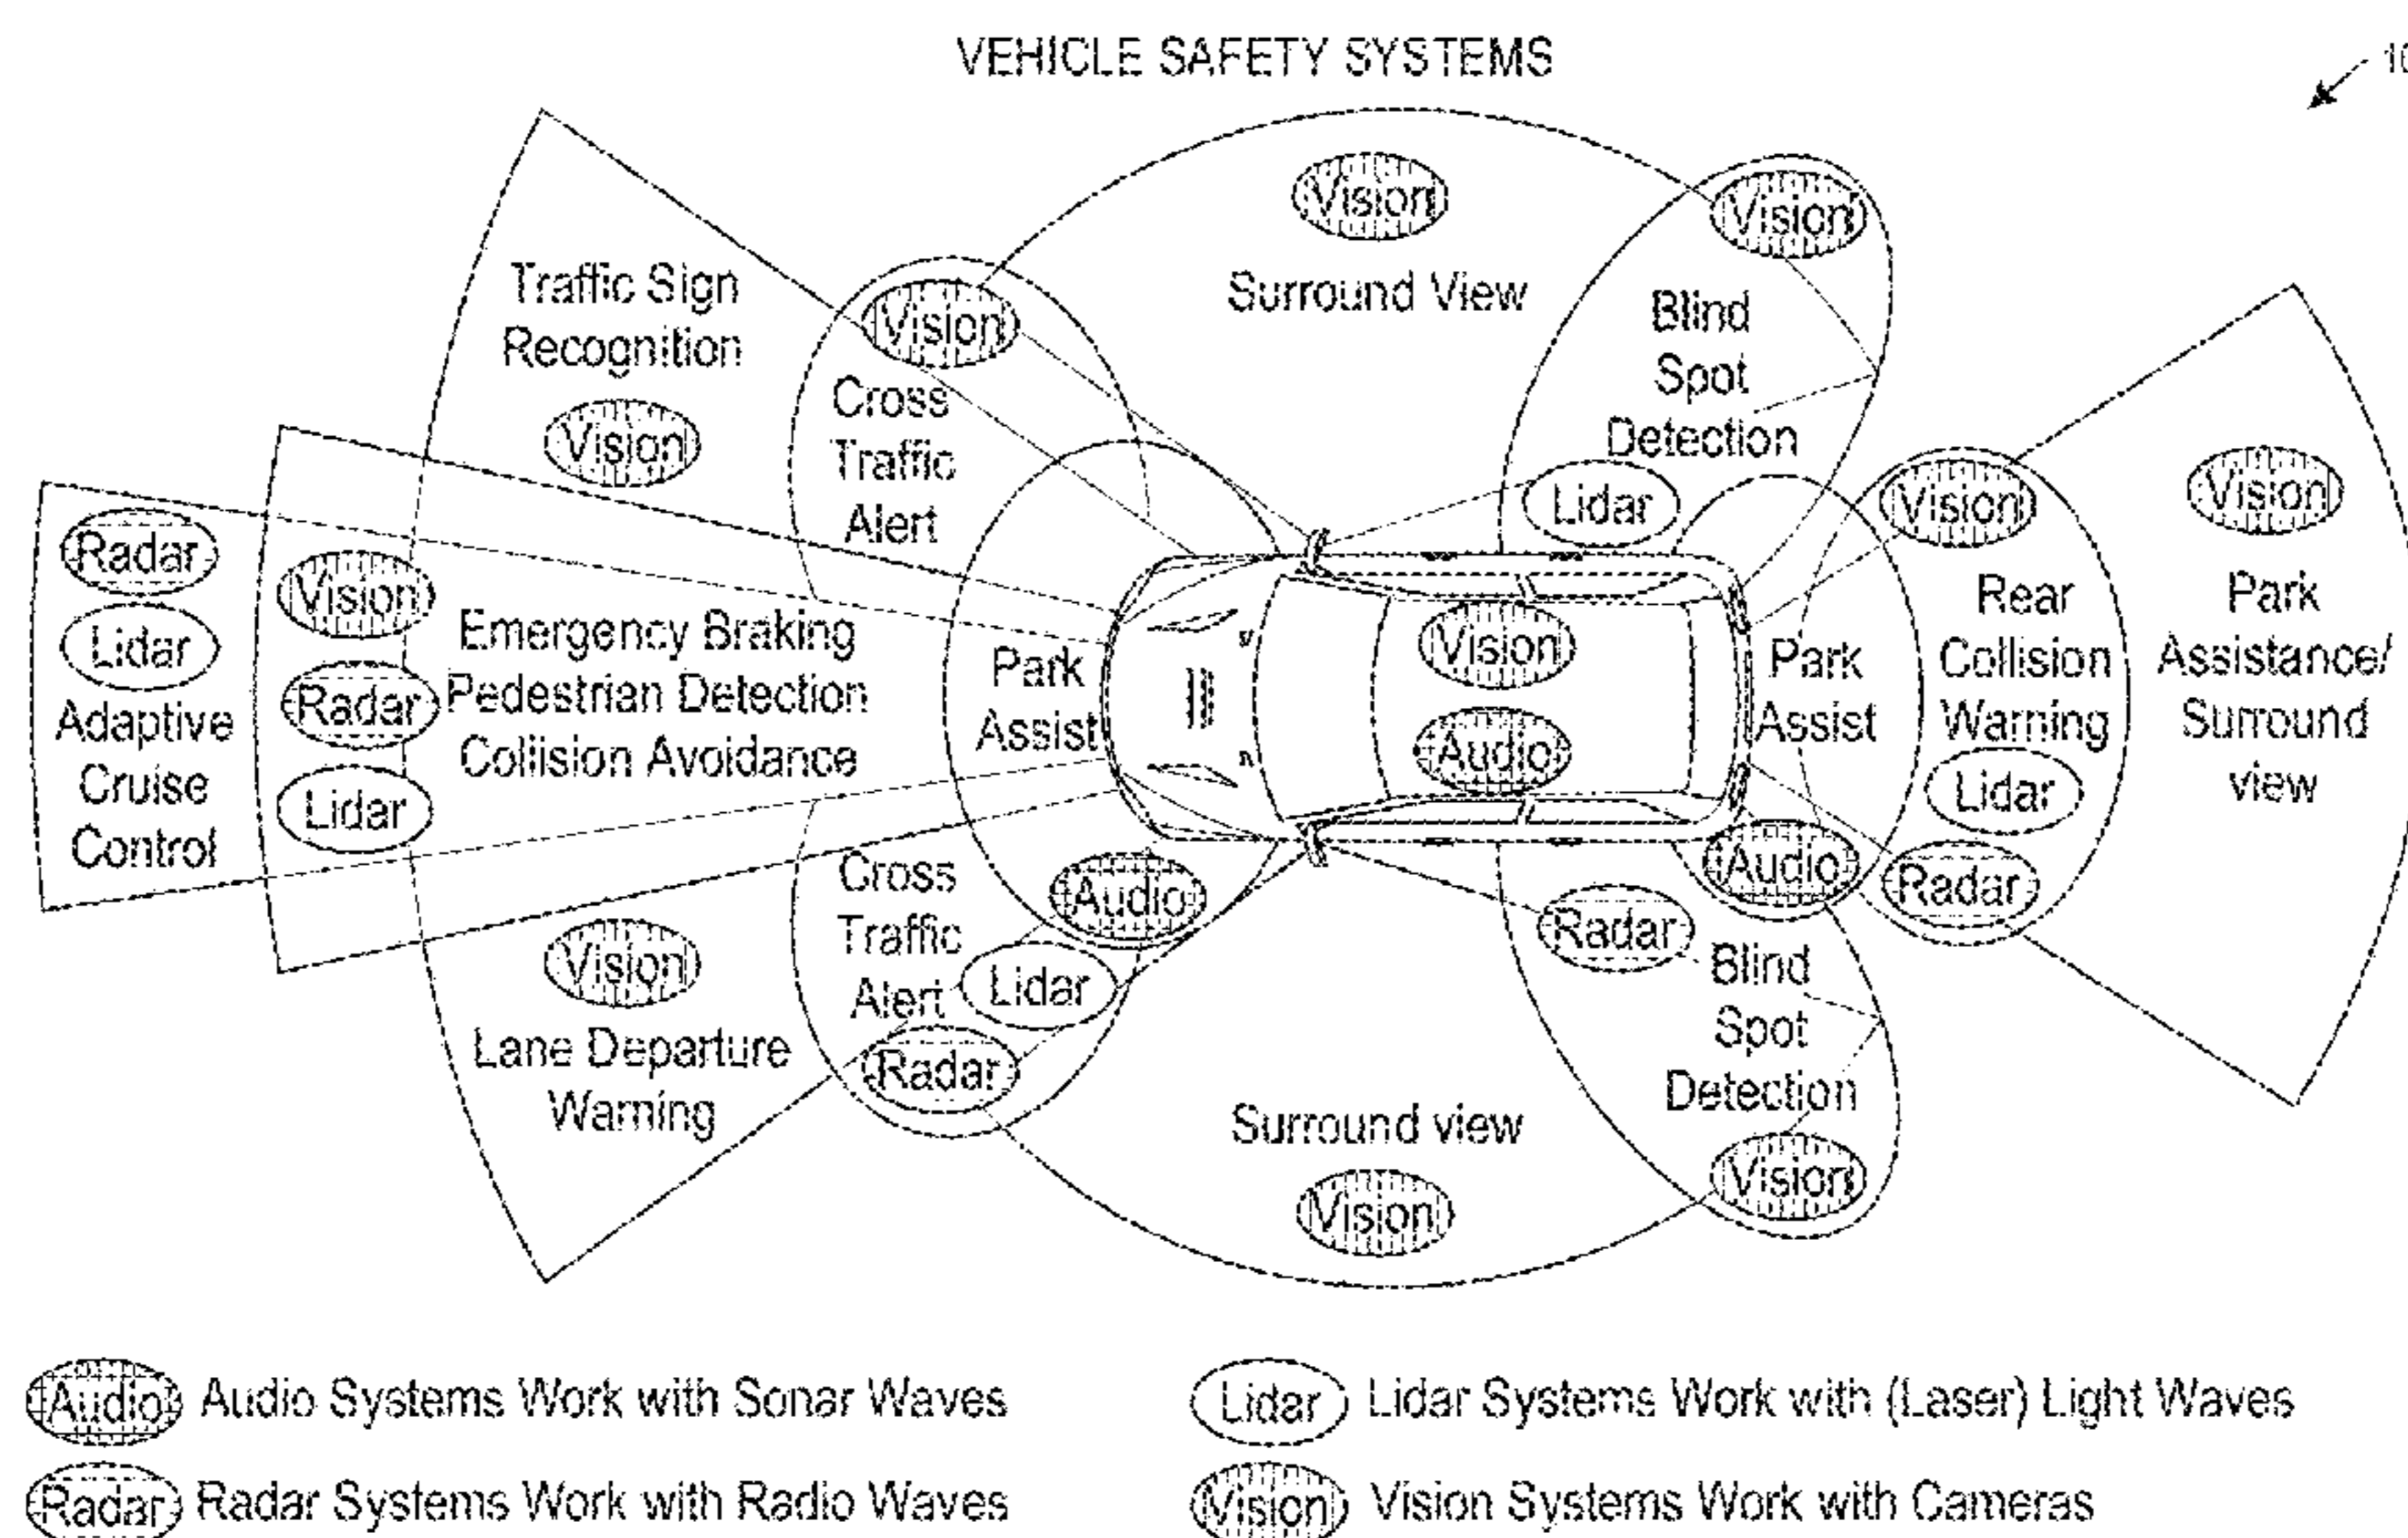 VEHICLE SAFETY SYSTEMS
Vision
Surround View
Vision
Blind
Spot
Detection
Lidar
Traffic Sign
Recognition
Vision
Vision
Cross
Traffic
Alert
Radar
Lidar
Adaptive
Cruise
Control
Vision
Radar
Lidar
Emergency Braking
Pedestrian Detection
Collision Avoidance
Park
Assist
Vision
Audio
Park
Assist
Vision
Rear
Collision
Warning
Lidar
Radar
Vision
Park
Assistance/
Surround
view
Vision
Lane Departure
Warning
Cross
Traffic
Alert
Audio
Lidar
Radar
Surround view
Vision
Audio
Radar
Blind
Spot
Detection
Vision
Audio Audio Systems Work with Sonar Waves
Lidar Lidar Systems Work with (Laser) Light Waves
Radar Radar Systems Work with Radio Waves
Vision Vision Systems Work with Cameras